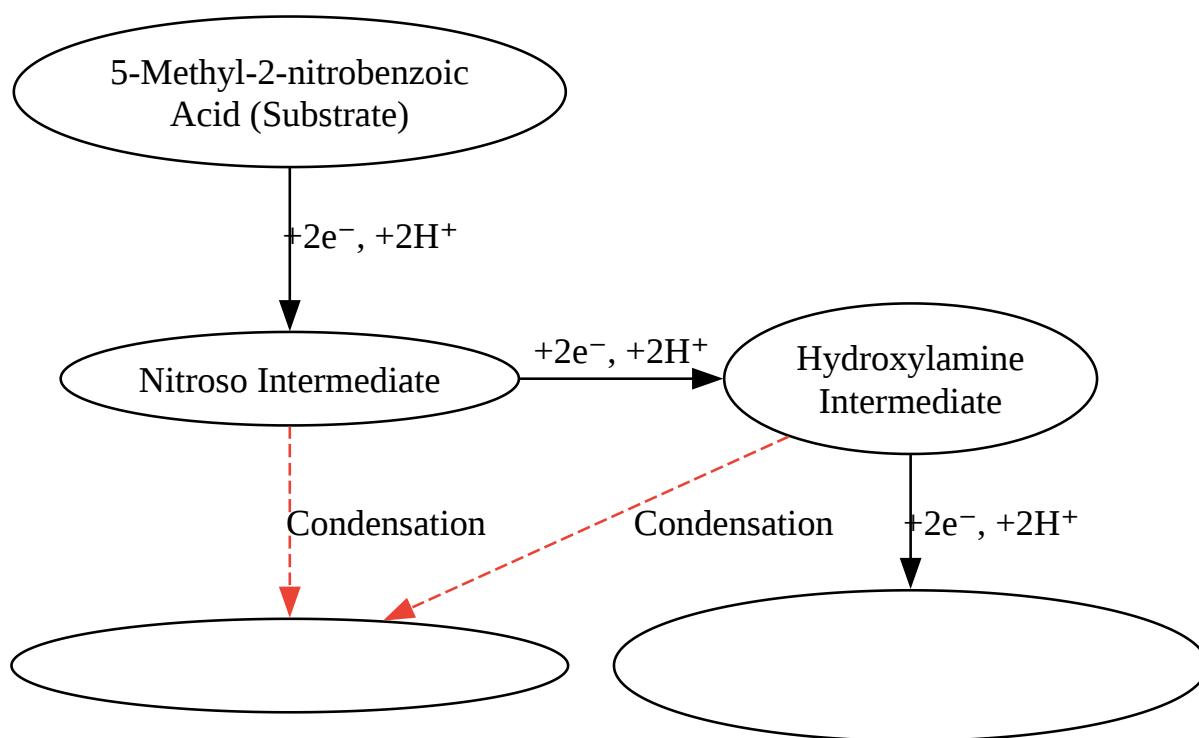 5-Methyl-2-nitrobenzoic
Acid (Substrate)
+2e⁻, +2H⁺
Nitroso Intermediate
+2e⁻, +2H⁺
Hydroxylamine
Intermediate
Condensation
Condensation
+2e⁻, +2H⁺